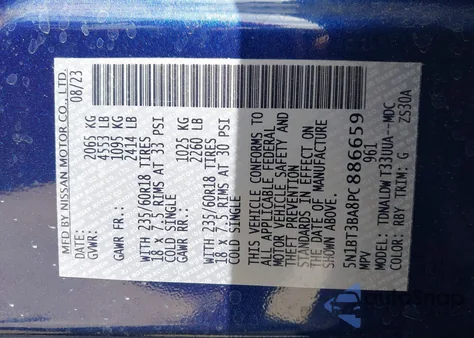 MFD BY NISSAN MOTOR CO., LTD.
DATE: 08/23
GVWR: 2065 KG
4555 LB
GAWR FR.: 1095 KG
2414 LB
WITH 235/60R18 TIRES
18 X 7.5 RIMS AT 33 PSI
COLD SINGLE
GAWR RR.: 1025 KG
2260 LB
WITH 235/60R18 TIRES
18 X 7.5 RIMS AT 30 PSI
COLD SINGLE
THIS VEHICLE CONFORMS TO
ALL APPLICABLE FEDERAL
MOTOR VEHICLE SAFETY AND
THEFT PREVENTION
STANDARDS IN EFFECT ON
THE DATE OF MANUFACTURE
SHOWN ABOVE.
5N1BT3BA8PC886659
961
TDNALDW T33UUA--MDC
COLOR: RBY TRIM: G ZS30A
AutoSnap